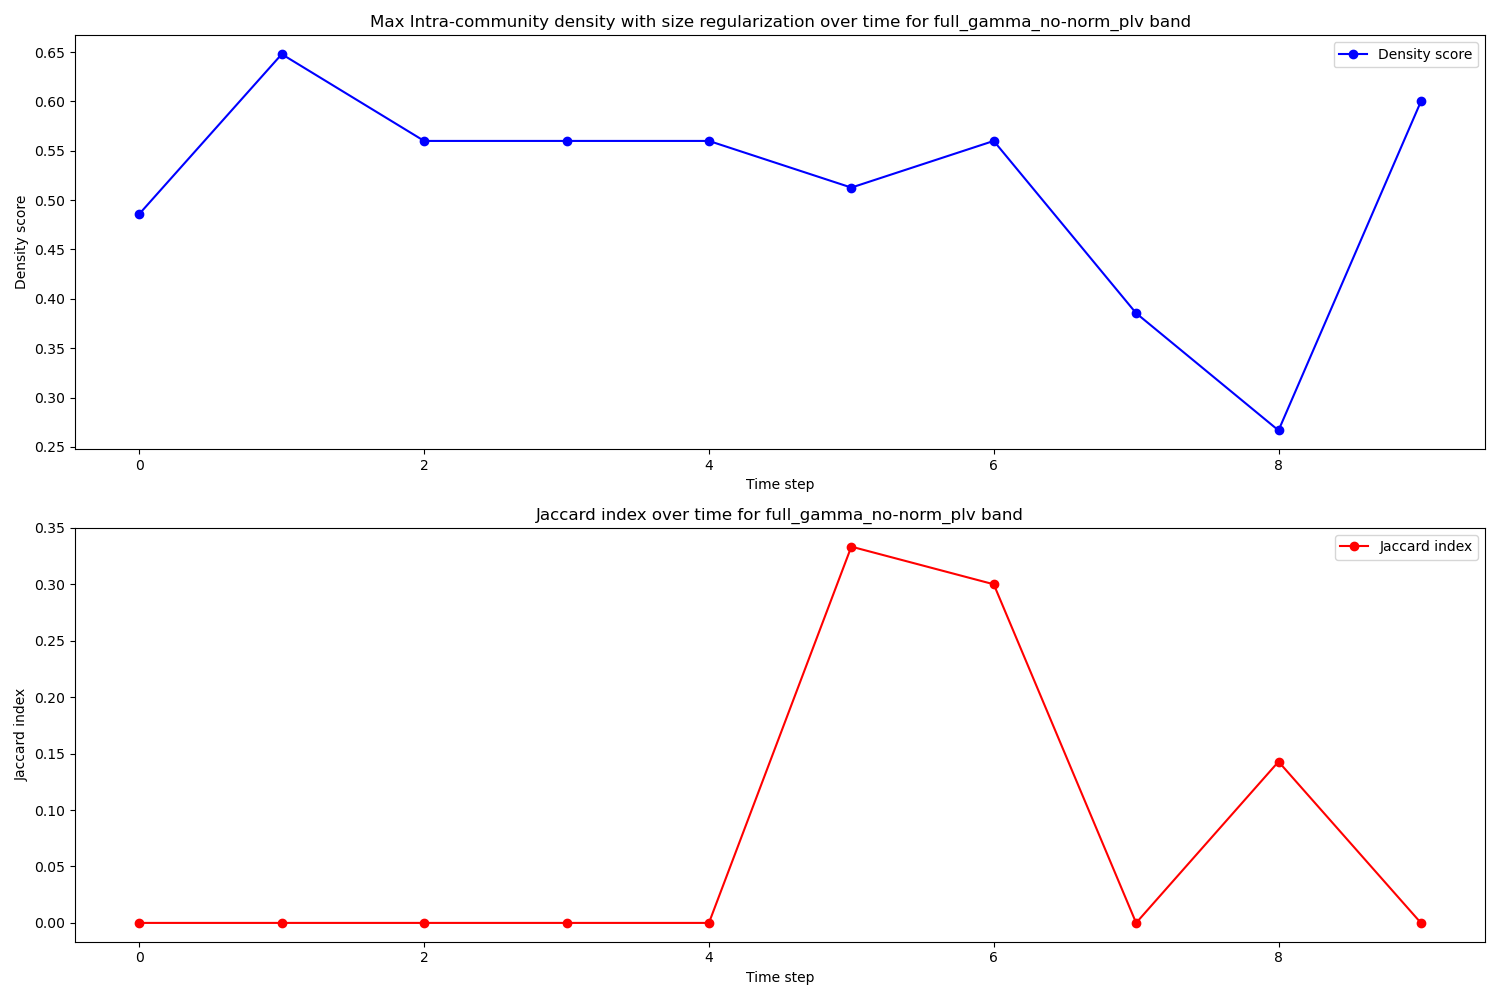 Max Intra-community density with size regularization over time for full_gamma_no-norm_plv band
Density score
0.65
0.60
0.55
0.50
0.45
0.40
0.35
0.30
0.25
Density score
0 2 4 6 8
Time step
Jaccard index over time for full_gamma_no-norm_plv band
Jaccard index
0.35
0.30
0.25
0.20
0.15
0.10
0.05
0.00
Jaccard index
0 2 4 6 8
Time step